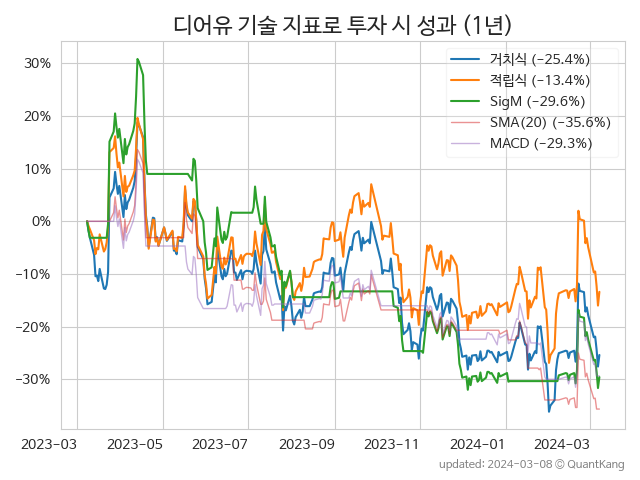 디어유 기술 지표로 투자 시 성과 (1년)
거치식 (−25.4%)
적립식 (−13.4%)
SigM (−29.6%)
SMA(20) (−35.6%)
MACD (−29.3%)
30%
20%
10%
0%
−10%
−20%
−30%
2023−03 2023−05 2023−07 2023−09 2023−11 2024−01 2024−03
updated: 2024−03−08 ⓒ QuantKang